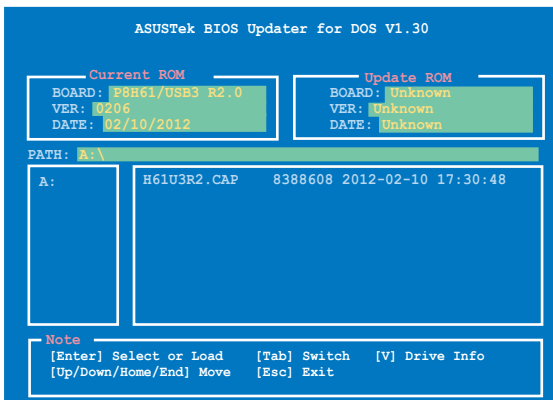 ASUSTek BIOS Updater for DOS V1.30
Current ROM
BOARD: P8H61/USB3 R2.0
VER: 0206
DATE: 02/10/2012
Update ROM
BOARD: Unknown
VER: Unknown
DATE: Unknown
PATH: A:\
A:
H61U3R2.CAP 8388608 2012-02-10 17:30:48
Note
[Enter] Select or Load [Tab] Switch [V] Drive Info
[Up/Down/Home/End] Move [Esc] Exit